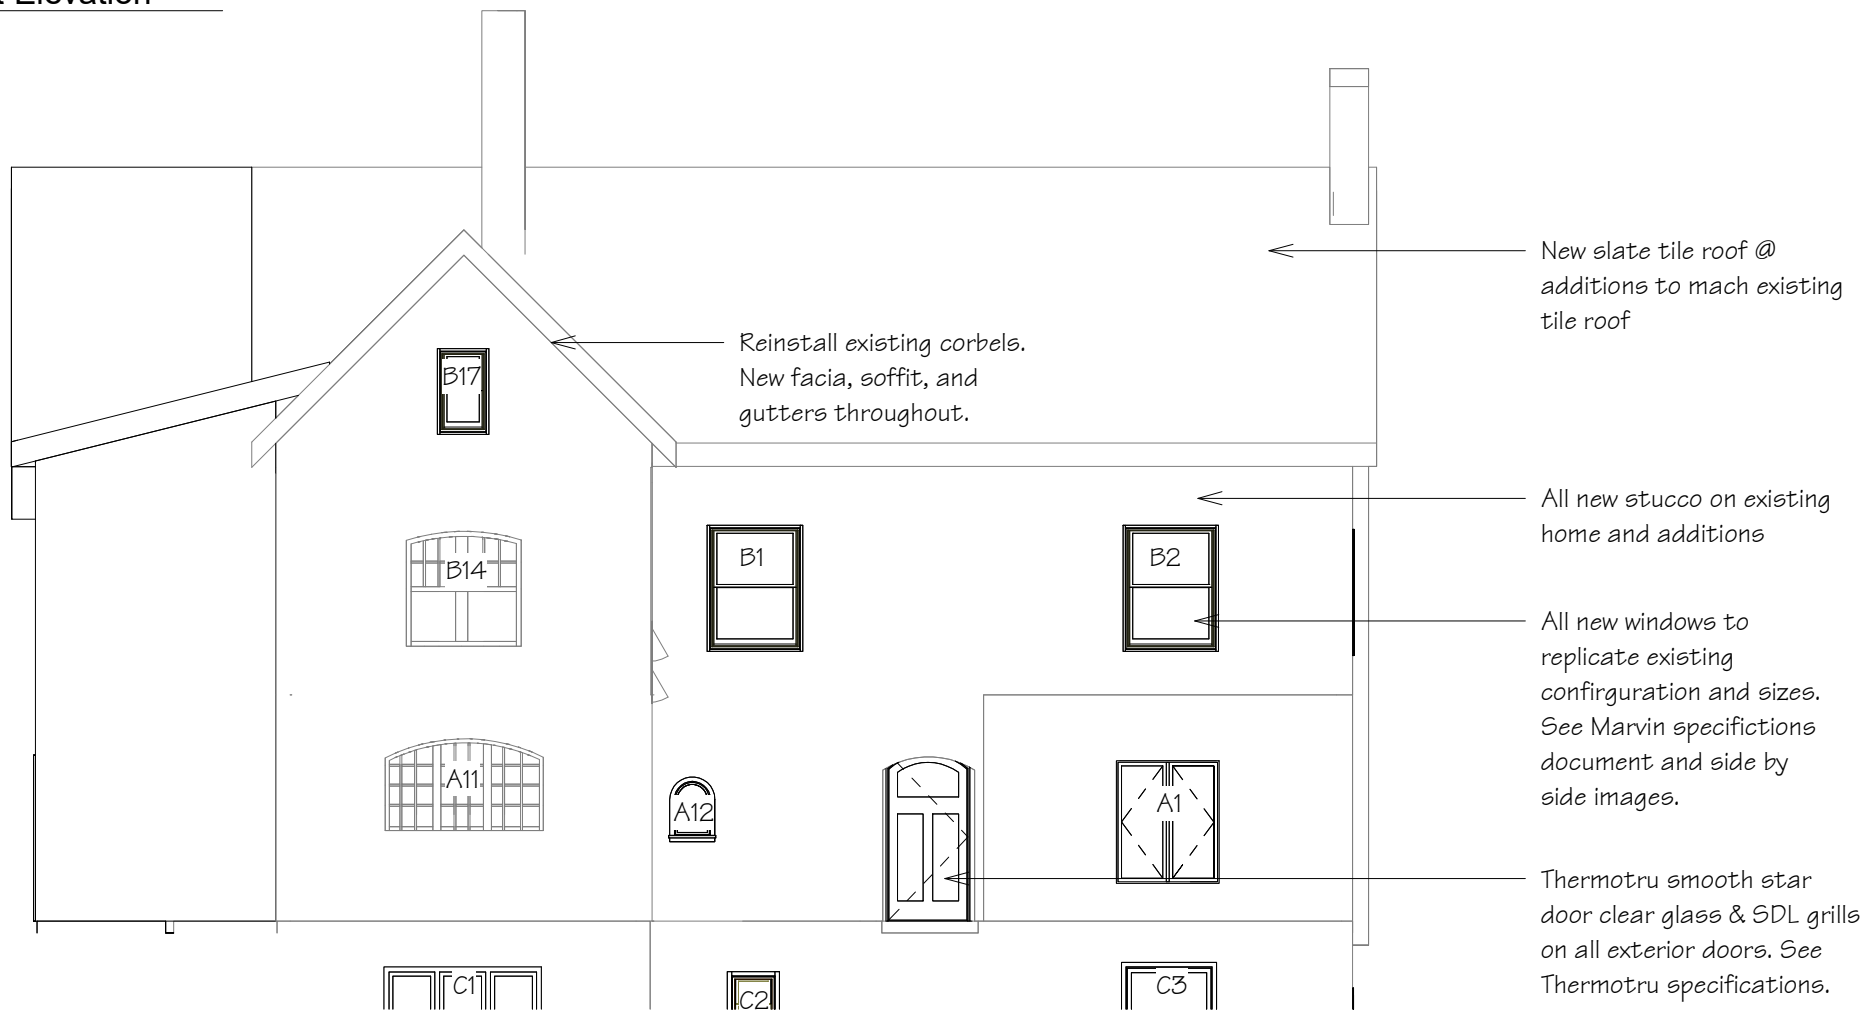 Elevation
New slate tile roof @
additions to mach existing
tile roof
Reinstall existing corbels.
New facia, soffit, and
gutters throughout.
B17
All new stucco on existing
home and additions
B14
B1
B2
All new windows to
replicate existing
confirguration and sizes.
See Marvin specifictions
document and side by
side images.
A11
A12
A1
Thermotru smooth star
door clear glass & SDL grills
on all exterior doors. See
Thermotru specifications.
C1
C2
C3